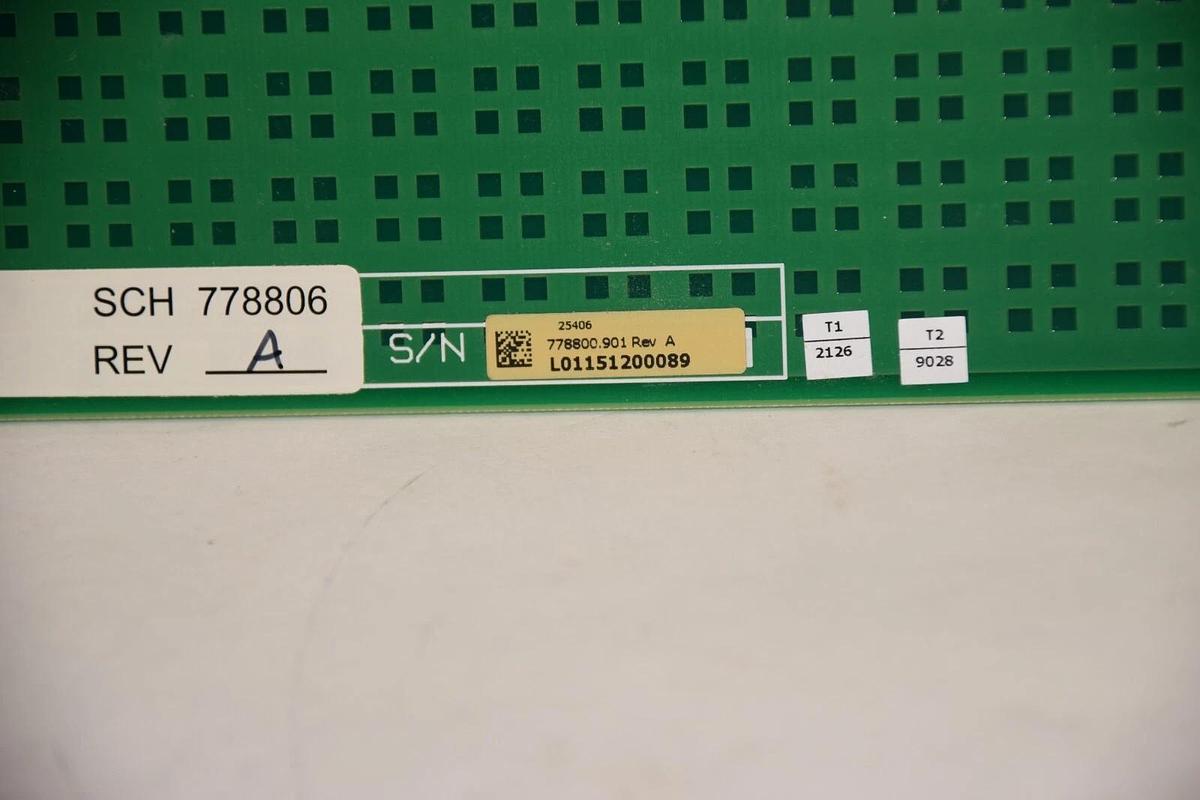 SCH 778806
REV A
S/N
25406
778800.901 Rev A
L01151200089
T1
2126
T2
9028